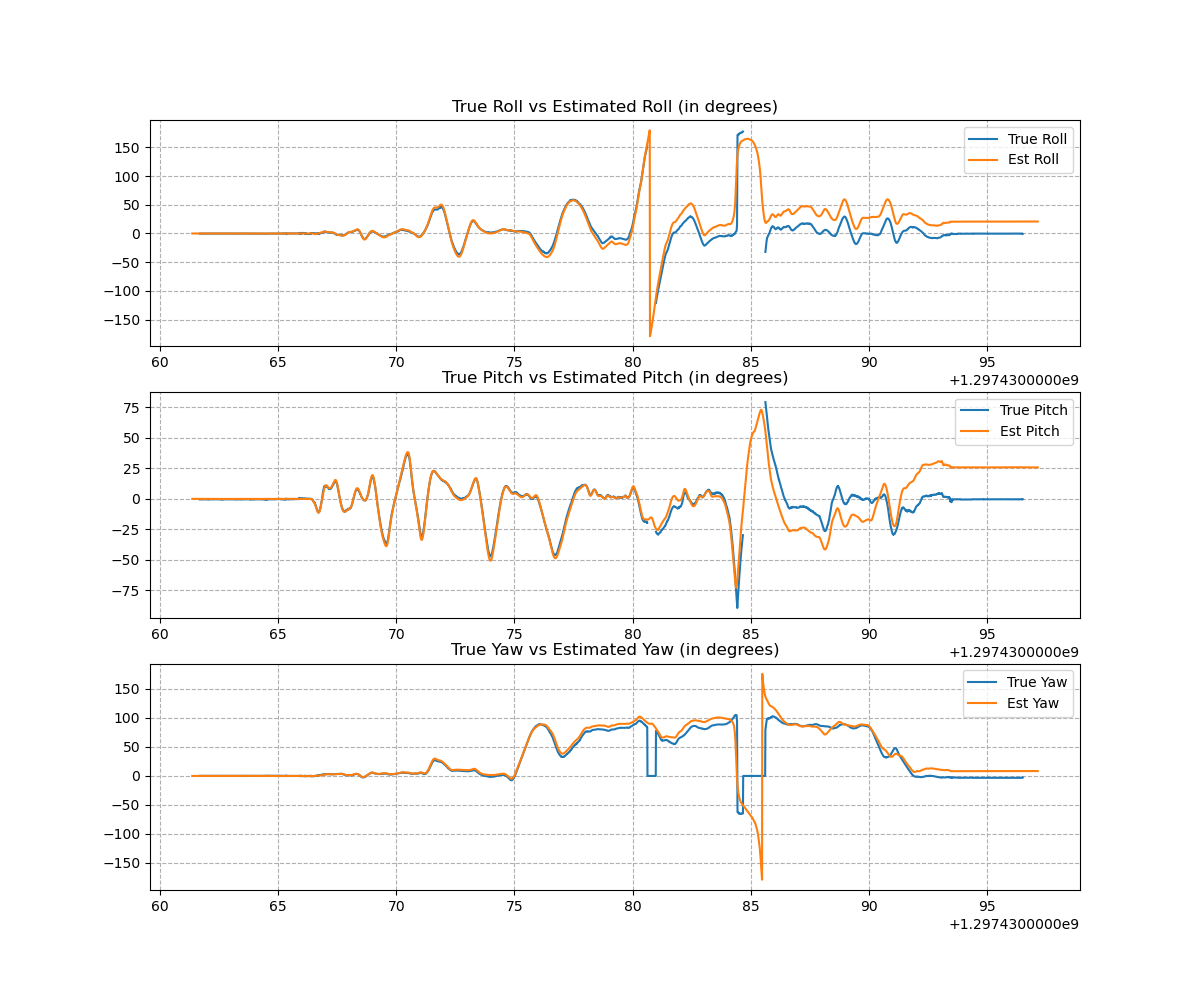 True Roll vs Estimated Roll (in degrees)
150
100
50
0
−50
−100
−150
True Roll
Est Roll
60 65 70 75 80 85 90 95
+1.2974300000e9
True Pitch vs Estimated Pitch (in degrees)
75
50
25
0
−25
−50
−75
True Pitch
Est Pitch
60 65 70 75 80 85 90 95
+1.2974300000e9
True Yaw vs Estimated Yaw (in degrees)
150
100
50
0
−50
−100
−150
True Yaw
Est Yaw
60 65 70 75 80 85 90 95
+1.2974300000e9